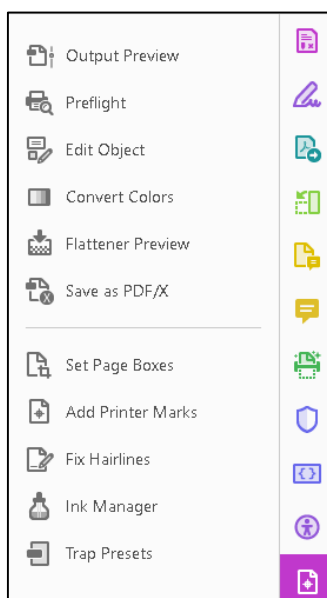 Output Preview
Preflight
Edit Object
Convert Colors
Flattener Preview
Save as PDF/X
Set Page Boxes
Add Printer Marks
Fix Hairlines
Ink Manager
Trap Presets